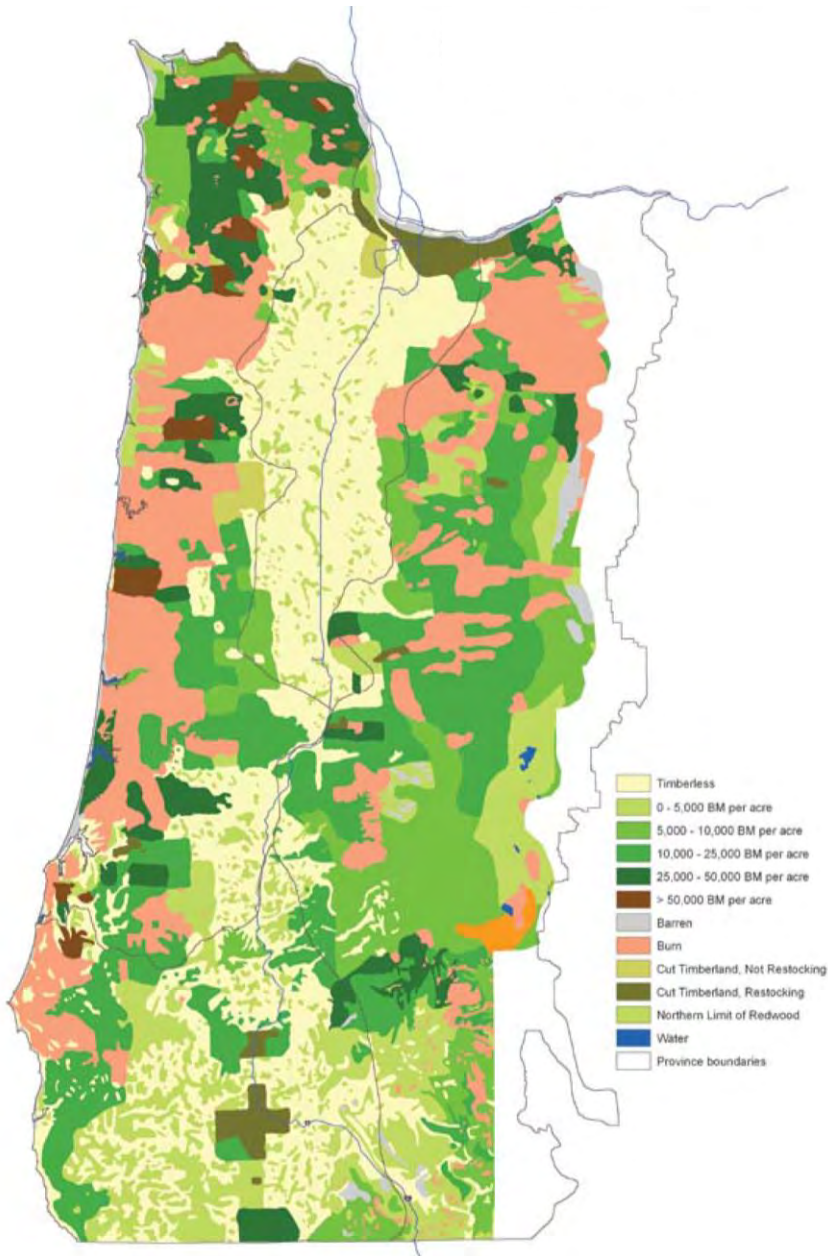 Timberless
0 - 5,000 BM per acre
5,000 - 10,000 BM per acre
10,000 - 25,000 BM per acre
25,000 - 50,000 BM per acre
> 50,000 BM per acre
Barren
Burn
Cut Timberland, Not Restocking
Cut Timberland, Restocking
Northern Limit of Redwood
Water
Province boundaries